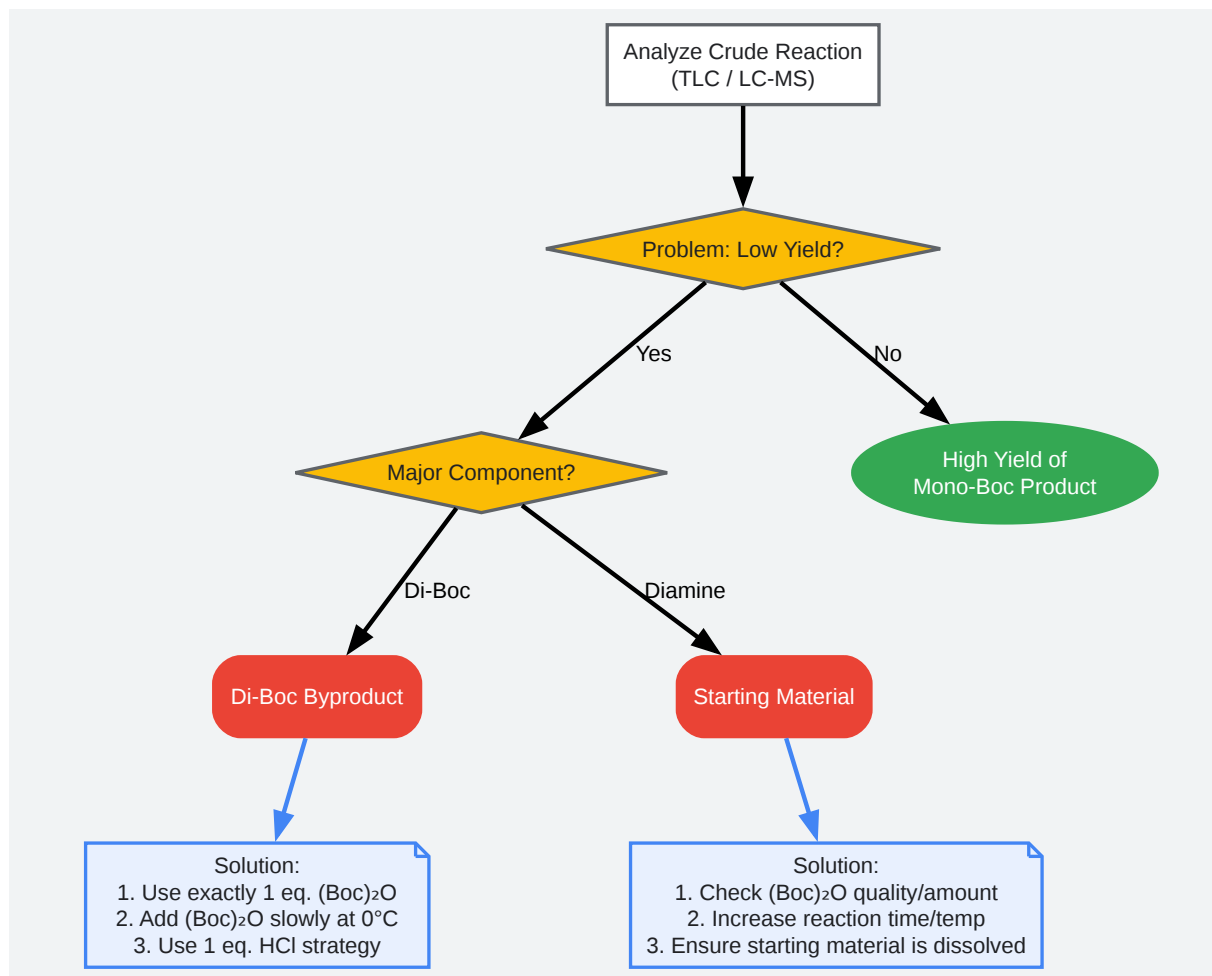 Analyze Crude Reaction
(TLC / LC-MS)
Problem: Low Yield?
Yes
No
Major Component?
High Yield of
Mono-Boc Product
Di-Boc
Diamine
Di-Boc Byproduct
Starting Material
Solution:
1. Use exactly 1 eq. (Boc)₂O
2. Add (Boc)₂O slowly at 0°C
3. Use 1 eq. HCl strategy
Solution:
1. Check (Boc)₂O quality/amount
2. Increase reaction time/temp
3. Ensure starting material is dissolved